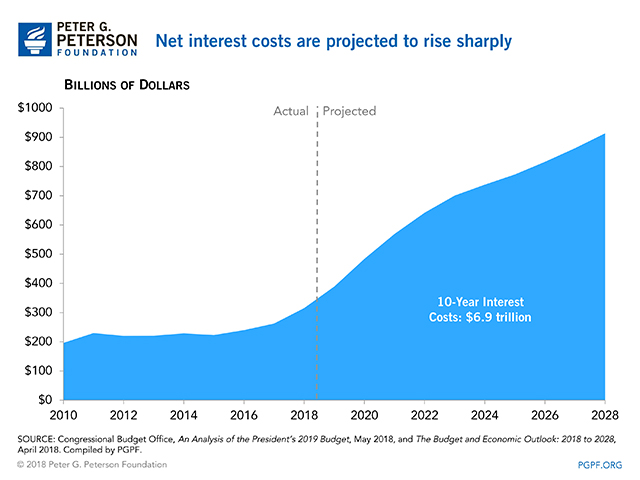 PETER G.
PETERSON
FOUNDATION
Net interest costs are projected to rise sharply
BILLIONS OF DOLLARS
$1000
$900
$800
$700
$600
$500
$400
$300
$200
$100
$0
Actual
Projected
10-Year Interest
Costs: $6.9 trillion
2010
2012
2014
2016
2018
2020
2022
2024
2026
2028
SOURCE: Congressional Budget Office, An Analysis of the President's 2019 Budget, May 2018, and The Budget and Economic Outlook: 2018 to 2028,
April 2018. Compiled by PGPF.
© 2018 Peter G. Peterson Foundation
PGPF.ORG